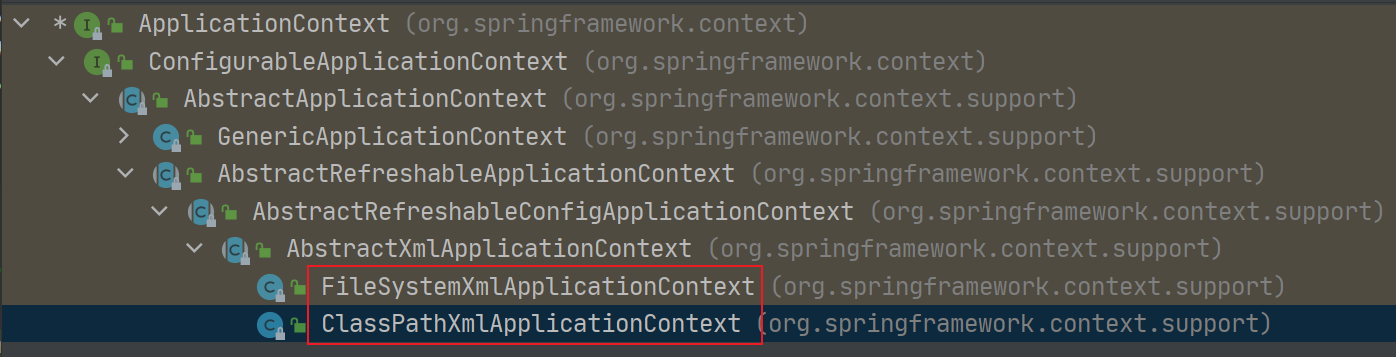 * I ApplicationContext (org.springframework.context)
I ConfigurableApplicationContext (org.springframework.context)
C AbstractApplicationContext (org.springframework.context.support)
C GenericApplicationContext (org.springframework.context.support)
C AbstractRefreshableApplicationContext (org.springframework.context.support)
C AbstractRefreshableConfigApplicationContext (org.springframework.context.support)
C AbstractXmlApplicationContext (org.springframework.context.support)
C FileSystemXmlApplicationContext (org.springframework.context.support)
C ClassPathXmlApplicationContext (org.springframework.context.support)